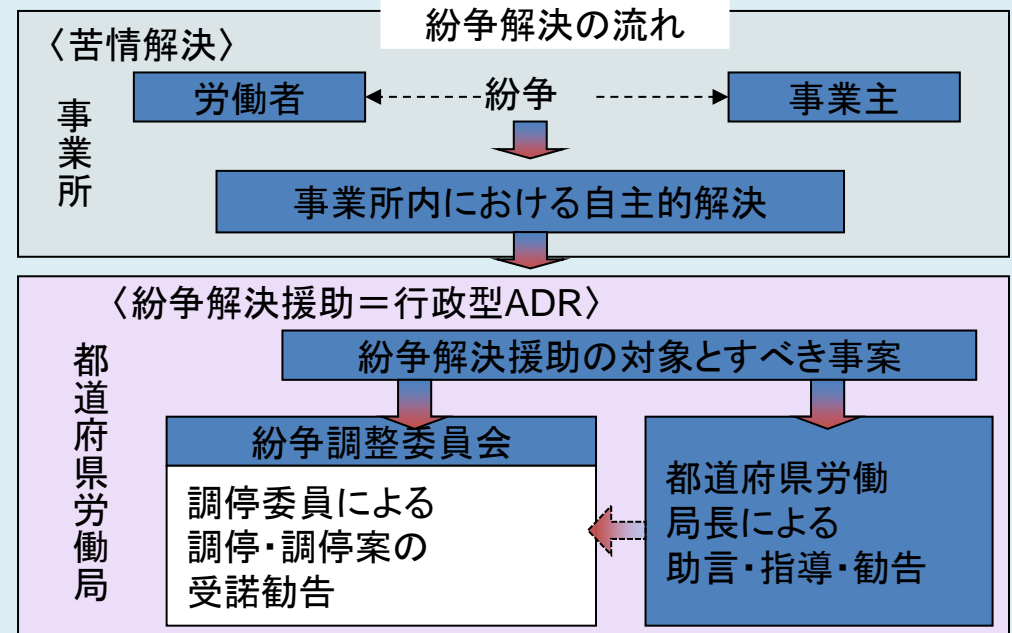 紛争解決の流れ
〈苦情解決〉
事業所
労働者
紛争
事業主
事業所内における自主的解決
〈紛争解決援助＝行政型ADR〉
都道府県労働局
紛争解決援助の対象とすべき事案
紛争調整委員会
調停委員による
調停・調停案の
受諾勧告
都道府県労働
局長による
助言・指導・勧告